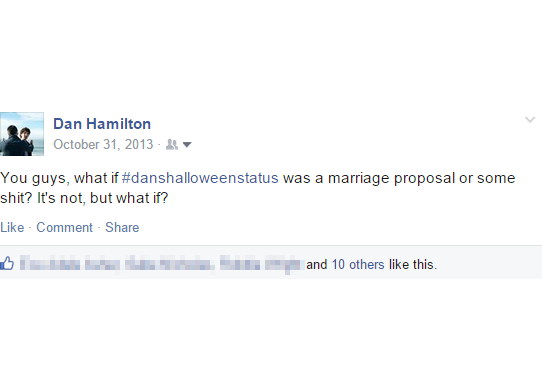 Dan Hamilton
October 31, 2013 ·
You guys, what if #danshalloweenstatus was a marriage proposal or some
shit? It's not, but what if?
Like · Comment · Share
and 10 others like this.